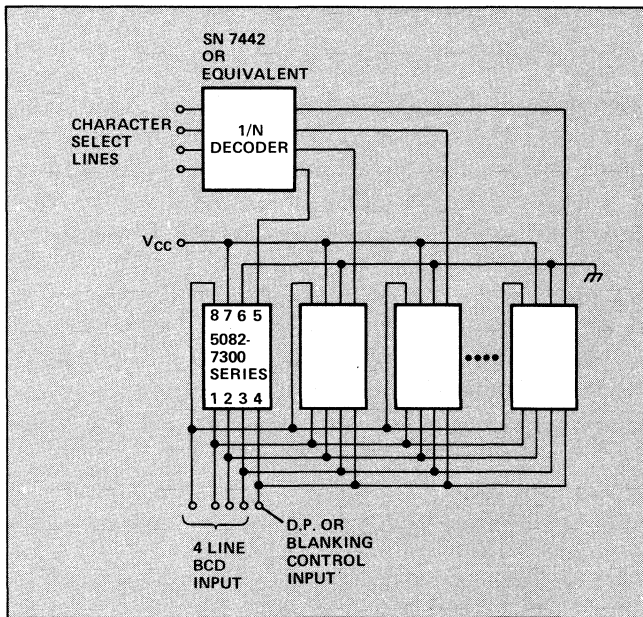 SN 7442
OR
EQUIVALENT
CHARACTER
SELECT
LINES
1/N
DECODER
VCC
8 7 6 5
5082-
7300
SERIES
1 2 3 4
4 LINE
BCD
INPUT
D.P. OR
BLANKING
CONTROL
INPUT